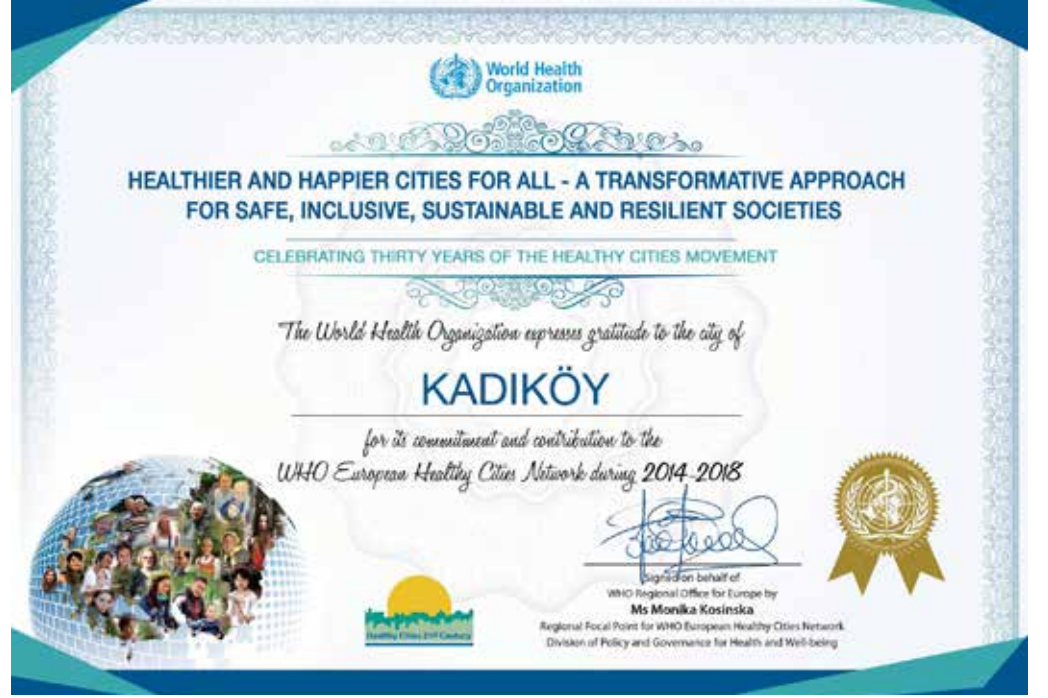 World Health
Organization
HEALTHIER AND HAPPIER CITIES FOR ALL - A TRANSFORMATIVE APPROACH
FOR SAFE, INCLUSIVE, SUSTAINABLE AND RESILIENT SOCIETIES
CELEBRATING THIRTY YEARS OF THE HEALTHY CITIES MOVEMENT
The World Health Organization expresses gratitude to the city of
KADIKÖY
for its commitment and contribution to the
WHO European Healthy Cities Network during 2014-2018
Signed on behalf of
WHO Regional Office for Europe by
Ms Monika Kosinska
Regional Focal Point for WHO European Healthy Cities Network
Division of Policy and Governance for Health and Well-being
Healthy Cities 21st Century